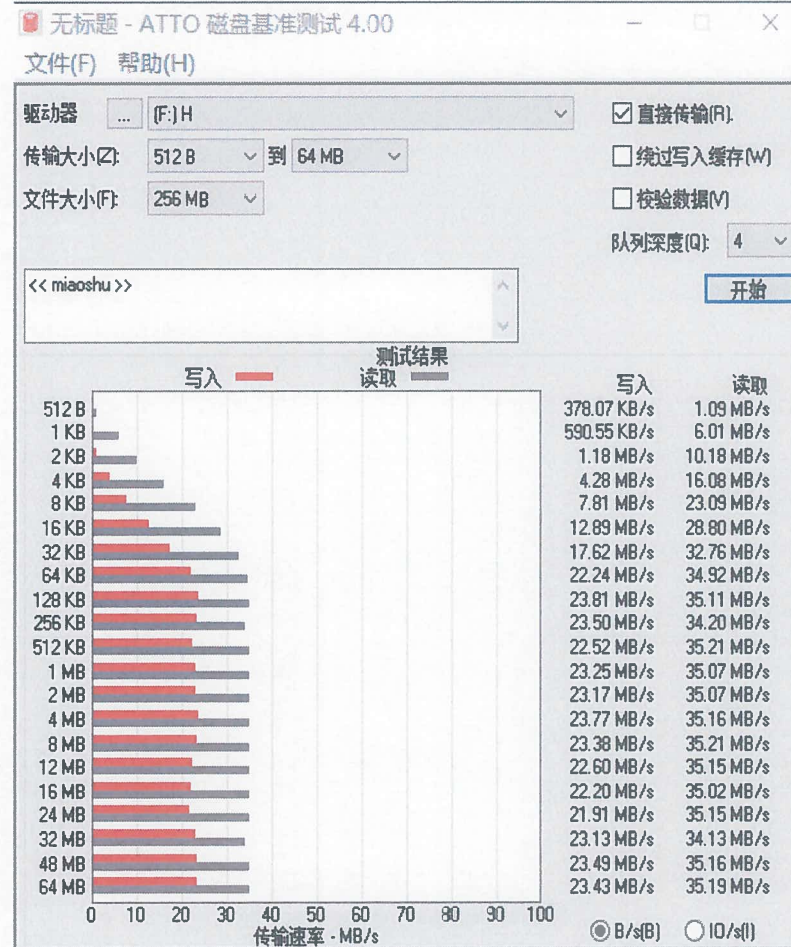 无标题 - ATTO 磁盘基准测试 4.00
文件(F) 帮助(H)
驱动器 ... (F:) H 直接传输(R).
传输大小(Z): 512 B 到 64 MB 绕过写入缓存(W)
文件大小(F): 256 MB 校验数据(V)
队列深度(Q): 4
<< miaoshu >>
开始
测试结果
写入 读取 写入 读取
512 B 378.07 KB/s 1.09 MB/s
1 KB 590.55 KB/s 6.01 MB/s
2 KB 1.18 MB/s 10.18 MB/s
4 KB 4.28 MB/s 16.08 MB/s
8 KB 7.81 MB/s 23.09 MB/s
16 KB 12.89 MB/s 28.80 MB/s
32 KB 17.62 MB/s 32.76 MB/s
64 KB 22.24 MB/s 34.92 MB/s
128 KB 23.81 MB/s 35.11 MB/s
256 KB 23.50 MB/s 34.20 MB/s
512 KB 22.52 MB/s 35.21 MB/s
1 MB 23.25 MB/s 35.07 MB/s
2 MB 23.17 MB/s 35.07 MB/s
4 MB 23.77 MB/s 35.16 MB/s
8 MB 23.38 MB/s 35.21 MB/s
12 MB 22.60 MB/s 35.15 MB/s
16 MB 22.20 MB/s 35.02 MB/s
24 MB 21.91 MB/s 35.15 MB/s
32 MB 23.13 MB/s 34.13 MB/s
48 MB 23.49 MB/s 35.16 MB/s
64 MB 23.43 MB/s 35.19 MB/s
0 10 20 30 40 50 60 70 80 90 100
传输速率 - MB/s B/s(B) IO/s(I)